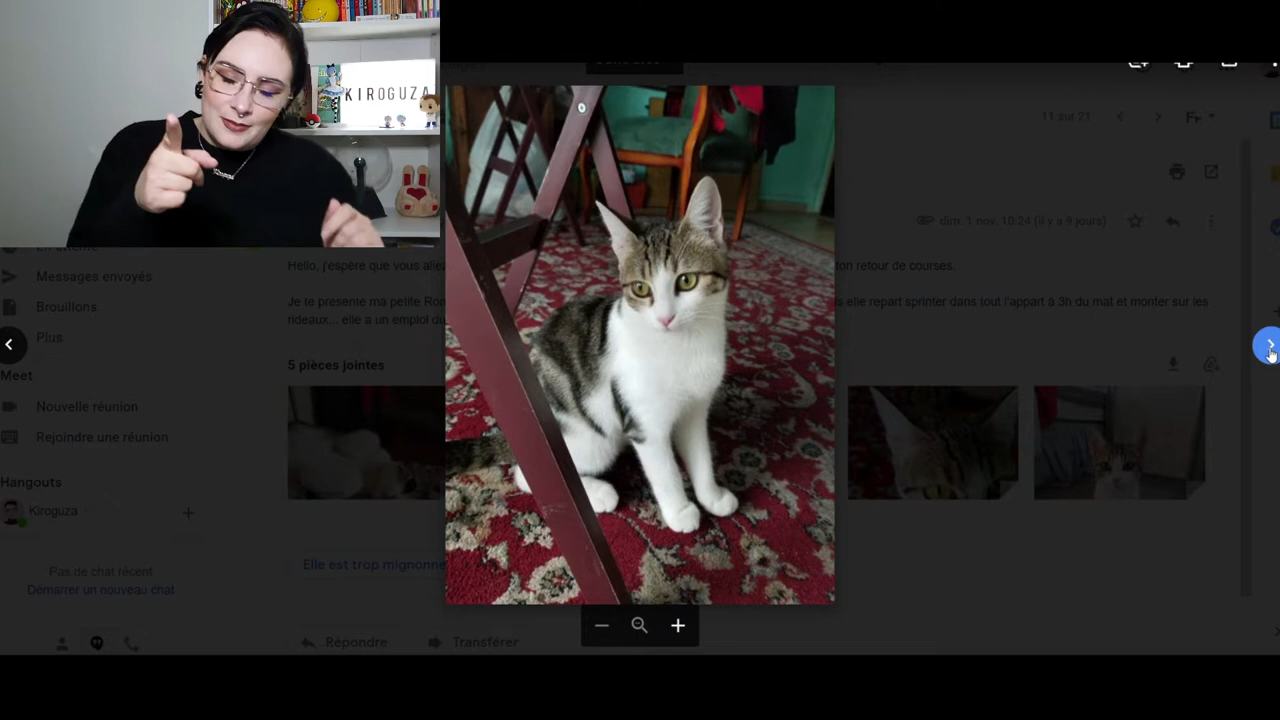 KIROGUZA
11 sur 21
dim. 1 nov. 10:24 (il y a 9 jours)
Messages envoyés
Brouillons
Plus
Meet
Nouvelle réunion
Rejoindre une réunion
Hangouts
Kiroguza
Pas de chat récent
Démarrer un nouveau chat
Hello, j'espère que vous alle
ton retour de courses.
Je te presente ma petite Ro
s elle repart sprinter dans tout l'appart à 3h du mat et monter sur les
rideaux... elle a un emploi du
5 pièces jointes
Elle est trop mignonne
Répondre
Transférer